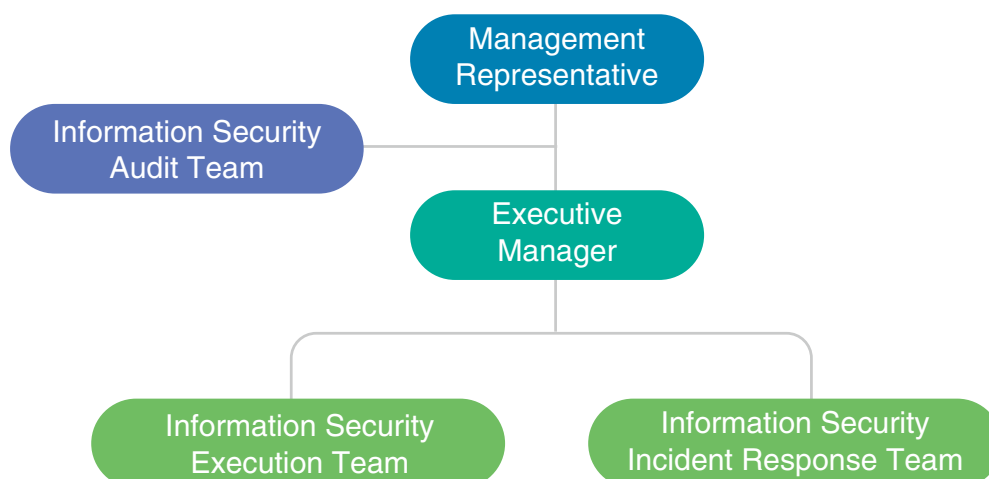 Management
Representative
Information Security
Audit Team
Executive
Manager
Information Security
Execution Team
Information Security
Incident Response Team